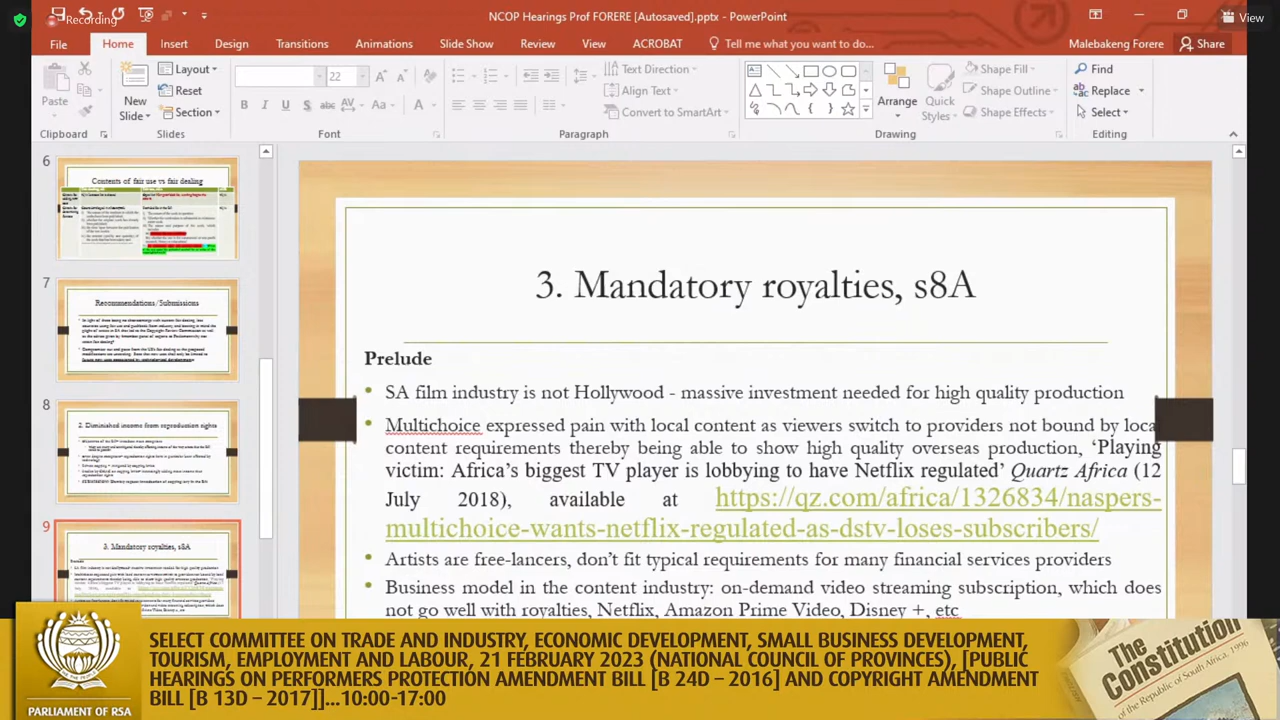 Recording
NCOP Hearings Prof FORERE [Autosaved].pptx - PowerPoint
View
File Home Insert Design Transitions Animations Slide Show Review View ACROBAT Tell me what you want to do... Malebakeng Forere Share
Paste
New Slide
Layout
Reset
Section
22
B I U S abc AV Aa A
Text Direction
Align Text
Convert to SmartArt
Arrange
Quick Styles
Shape Fill
Shape Outline
Shape Effects
Find
Replace
Select
Clipboard Slides Font Paragraph Drawing Editing
6
Contents of fair use vs fair dealing
7
Recommendations/Submissions
8
2. Diminished income from reproduction rights
9
3. Mandatory royalties, s8A
3. Mandatory royalties, s8A
Prelude
• SA film industry is not Hollywood - massive investment needed for high quality production
• Multichoice expressed pain with local content as viewers switch to providers not bound by local
content requirements thereby being able to show high quality overseas production, ‘Playing
victim: Africa’s biggest TV player is lobbying to have Netflix regulated’ Quartz Africa (12
July 2018), available at https://qz.com/africa/1326834/naspers-
multichoice-wants-netflix-regulated-as-dstv-loses-subscribers/
• Artists are free-lancers, don’t fit typical requirements for many financial services providers
• Business model in the content industry: on-demand video streaming subscription, which does
not go well with royalties, Netflix, Amazon Prime Video, Disney +, etc
SELECT COMMITTEE ON TRADE AND INDUSTRY, ECONOMIC DEVELOPMENT, SMALL BUSINESS DEVELOPMENT,
TOURISM, EMPLOYMENT AND LABOUR, 21 FEBRUARY 2023 (NATIONAL COUNCIL OF PROVINCES), [PUBLIC
HEARINGS ON PERFORMERS PROTECTION AMENDMENT BILL [B 24D – 2016] AND COPYRIGHT AMENDMENT
BILL [B 13D – 2017]]...10:00-17:00
PARLIAMENT OF RSA
The
Constitution
of the Republic of South Africa, 1996